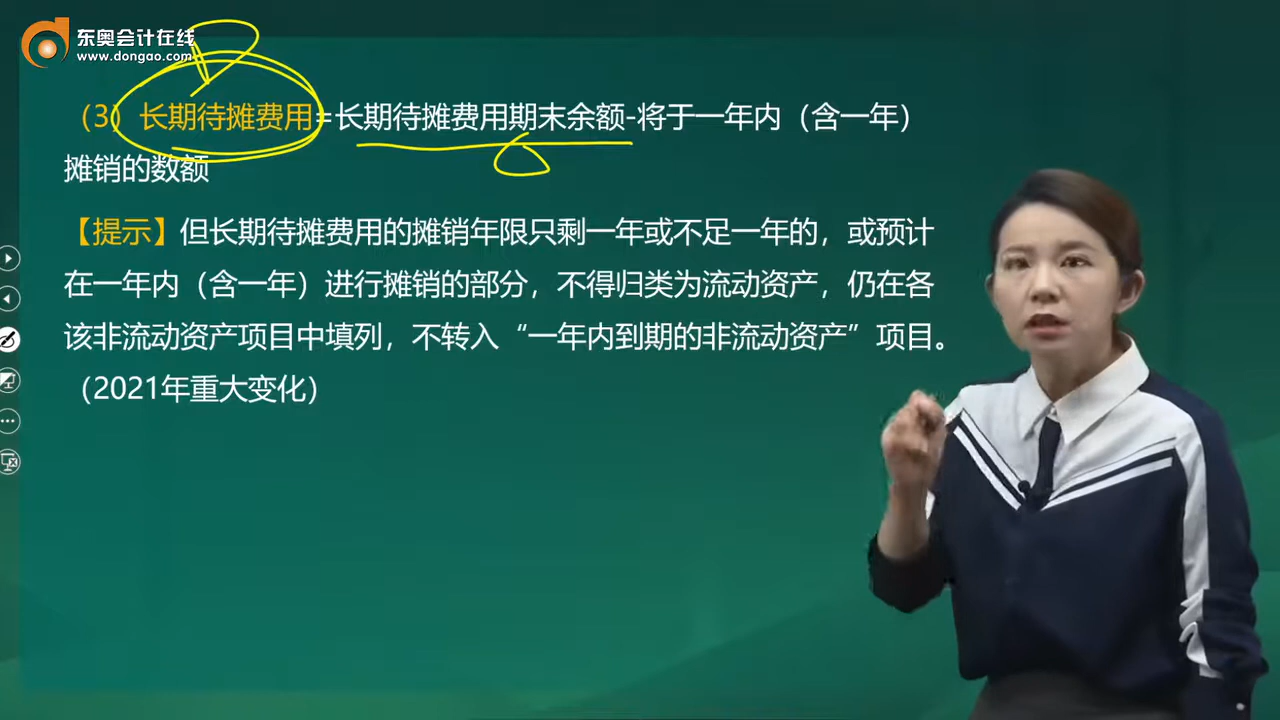 东奥会计在线
www.dongao.com
（3）长期待摊费用=长期待摊费用期末余额-将于一年内（含一年）
摊销的数额
【提示】但长期待摊费用的摊销年限只剩一年或不足一年的，或预计
在一年内（含一年）进行摊销的部分，不得归类为流动资产，仍在各
该非流动资产项目中填列，不转入“一年内到期的非流动资产”项目。
（2021年重大变化）